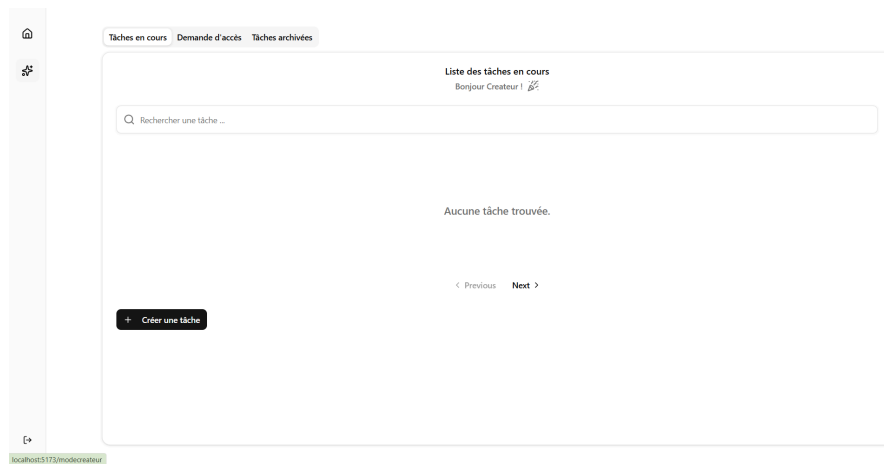 Tâches en cours Demande d'accès Tâches archivées
Liste des tâches en cours
Bonjour Createur !
Rechercher une tâche ...
Aucune tâche trouvée.
Previous Next
Créer une tâche
localhost:5173/modecreateur